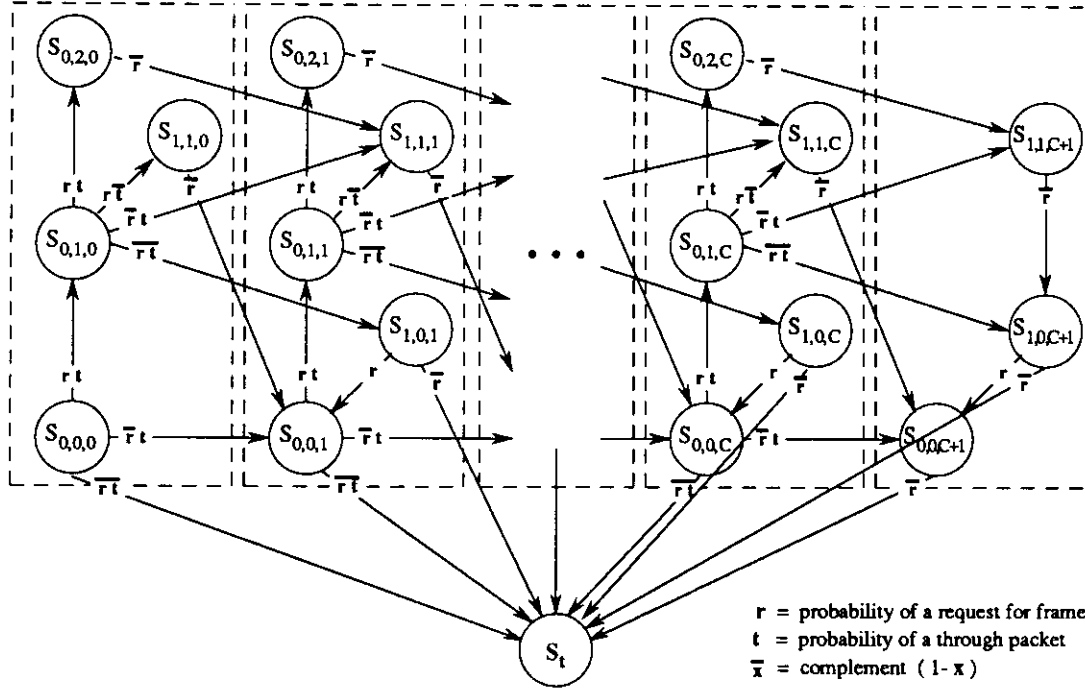 S0,2,0 r̅ S0,2,1 r̅ S0,2,C r̅
S1,1,0 S1,1,1 S1,1,C S1,1,C+1
r t r t̅ r̅ r t r t̅ r̅ r t r t̅ r̅ r̅
r̅ t r̅ t r̅ t
S0,1,0 r̅t̅ S0,1,1 r̅t̅ • • • S0,1,C r̅t̅
S1,0,1 S1,0,C S1,0,C+1
r t r t r r̅ r t r r̅ r r̅
S0,0,0 r̅ t S0,0,1 r̅ t S0,0,C r̅ t S0,0,C+1
r̅t̅ r̅t̅ r̅t̅ r̅
St
r = probability of a request for frame
t = probability of a through packet
x̅ = complement (1- x)